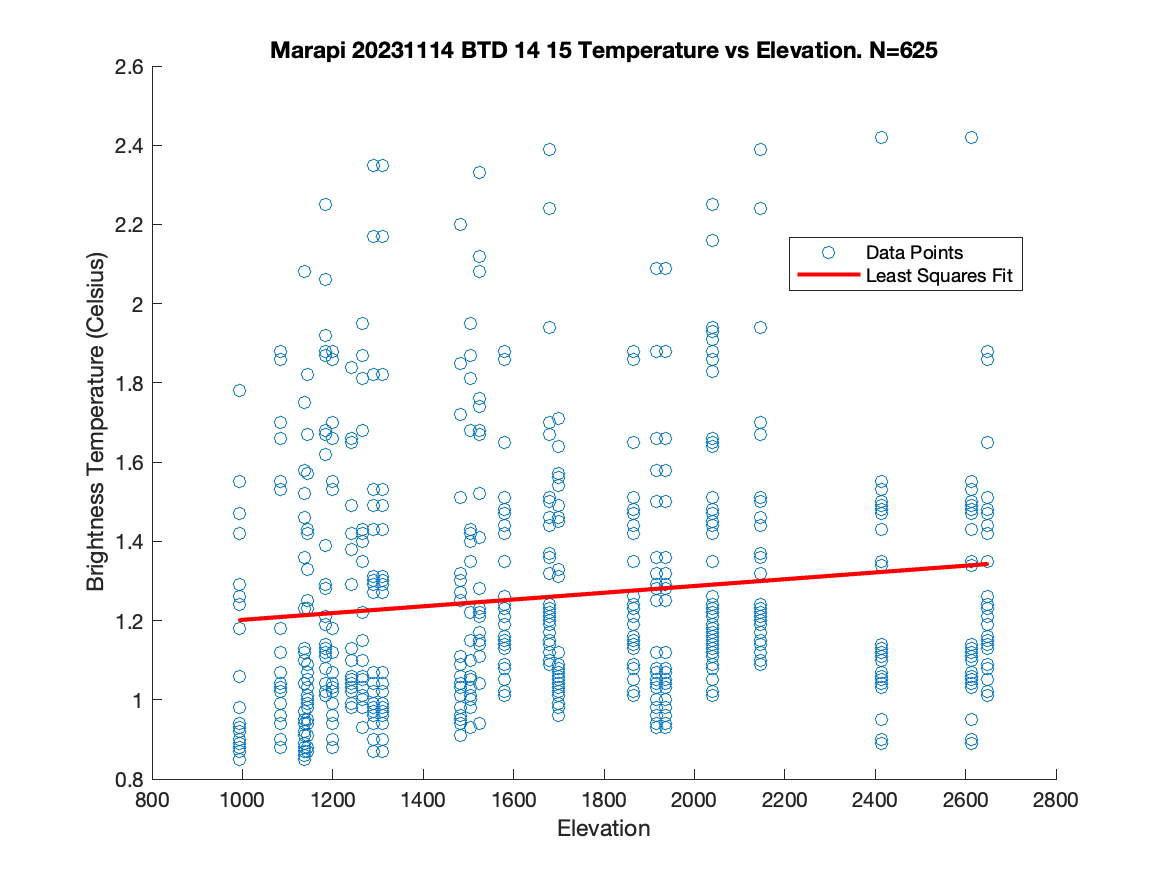 Marapi 20231114 BTD 14 15 Temperature vs Elevation. N=625
2.6
2.4
2.2
2
1.8
1.6
1.4
1.2
1
0.8
Brightness Temperature (Celsius)
Data Points
Least Squares Fit
800 1000 1200 1400 1600 1800 2000 2200 2400 2600 2800
Elevation